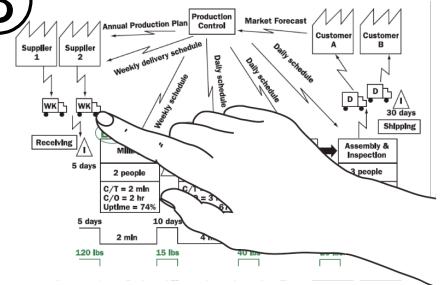 Production
Control
Annual Production Plan
Market Forecast
Supplier
1
Supplier
2
Customer
A
Customer
B
Weekly delivery schedule
Weekly schedule
Daily schedule
Daily schedule
Daily schedule
WK
WK
D
D
I
30 days
Shipping
Receiving
I
5 days
Assembly &
Inspection
2 people
3 people
C/T = 2 min
C/O = 2 hr
Uptime = 74%
5 days
10 days
2 min
120 lbs
15 lbs
40 lbs